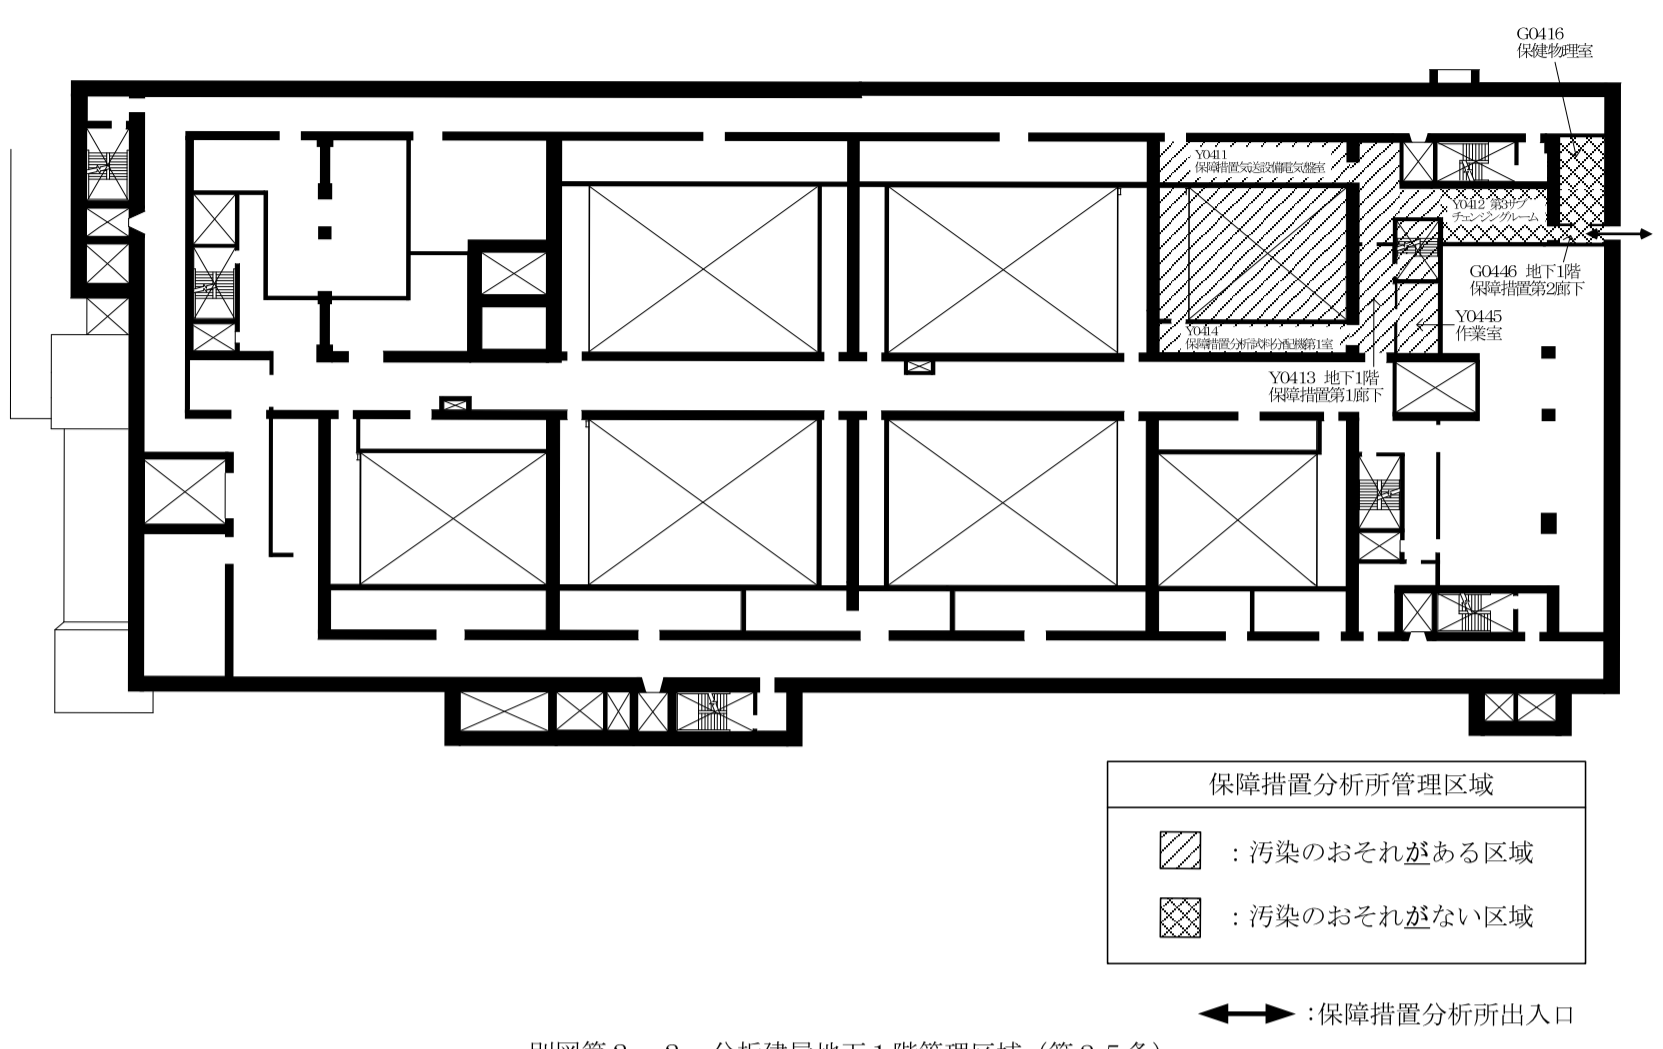 G0416
保健物理室
Y0411
保障措置気送設備電気盤室
Y0412 第3サブ
チェンジングルーム
G0446 地下1階
保障措置第2廊下
Y0445
作業室
Y0414
保障措置分析試料分配機第1室
Y0413 地下1階
保障措置第1廊下
保障措置分析所管理区域
：汚染のおそれがある区域
：汚染のおそれがない区域
：保障措置分析所出入口